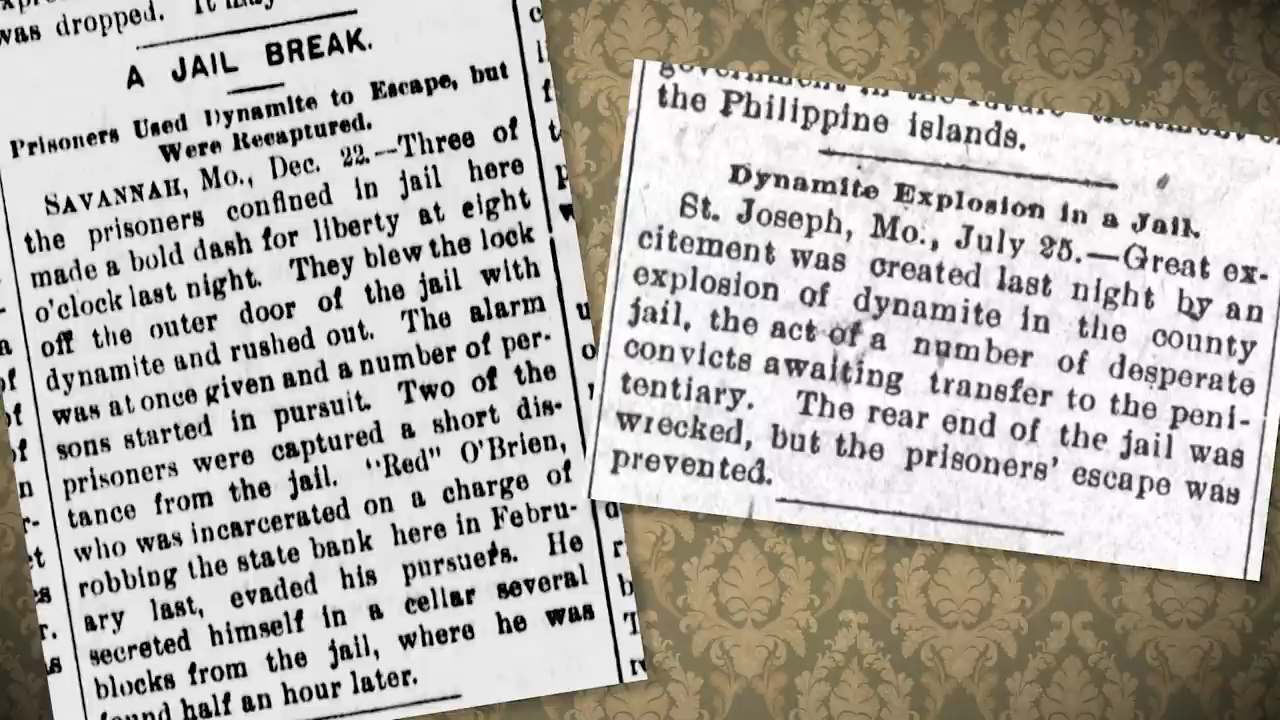 was dropped. It may
A JAIL BREAK.
Prisoners Used Dynamite to Escape, but
Were Recaptured.
SAVANNAH, Mo., Dec. 22.--Three of
the prisoners confined in jail here
made a bold dash for liberty at eight
o'clock last night. They blew the lock
off the outer door of the jail with
dynamite and rushed out. The alarm
was at once given and a number of per-
sons started in pursuit. Two of the
prisoners were captured a short dis-
tance from the jail. "Red" O'Brien,
who was incarcerated on a charge of
robbing the state bank here in Febru-
ary last, evaded his pursuers. He
secreted himself in a cellar several
blocks from the jail, where he was
found half an hour later.
government in the future treatment of
the Philippine islands.
Dynamite Explosion in a Jail.
St. Joseph, Mo., July 25.—Great ex-
citement was created last night by an
explosion of dynamite in the county
jail, the act of a number of desperate
convicts awaiting transfer to the peni-
tentiary. The rear end of the jail was
wrecked, but the prisoners' escape was
prevented.